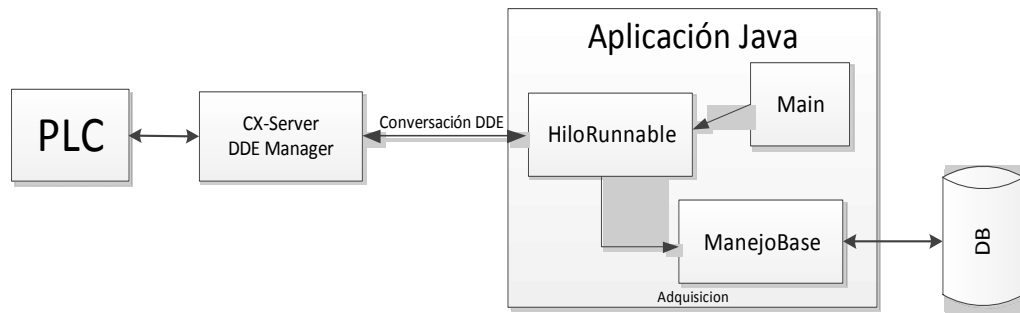 Aplicación Java
PLC
CX-Server
DDE Manager
Conversación DDE
HiloRunnable
Main
ManejoBase
DB
Adquisicion